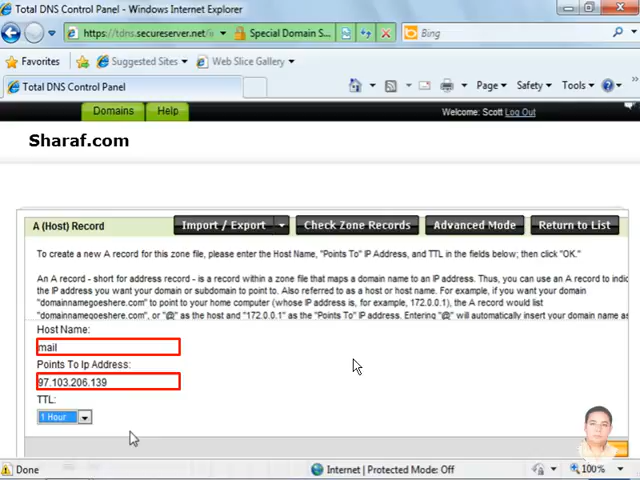 Total DNS Control Panel - Windows Internet Explorer
https://tdns.secureserver.net/i
Special Domain S...
Bing
Favorites
Suggested Sites
Web Slice Gallery
Total DNS Control Panel
Page
Safety
Tools
Domains
Help
Welcome: Scott Log Out
Sharaf.com
A (Host) Record
Import / Export
Check Zone Records
Advanced Mode
Return to List
To create a new A record for this zone file, please enter the Host Name, "Points To" IP Address, and TTL in the fields below; then click "OK."
An A record - short for address record - is a record within a zone file that maps a domain name to an IP address. Thus, you can use an A record to indic
the IP address you want your domain or subdomain to point to. Also referred to as a host or host name. For example, if you want your domain
"domainnamegoeshere.com" to point to your home computer (whose IP address is, for example, 172.0.0.1), the A record would list
"domainnamegoeshere.com", or "@" as the host and "172.0.0.1" as the "Points To" IP Address. Entering "@" will automatically insert your domain name as
Host Name:
mail
Points To Ip Address:
97.103.206.139
TTL:
1 Hour
Done
Internet | Protected Mode: Off
100%